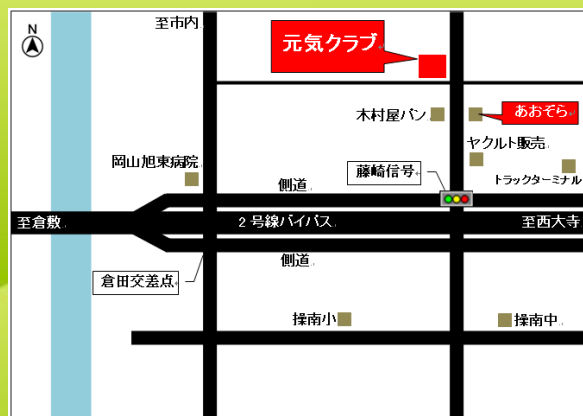 至市内
N
元気クラブ
木村屋パン
あおぞら
ヤクルト販売
岡山旭東病院
藤崎信号
トラックターミナル
側道
至倉敷
2号線バイパス
至西大寺
側道
倉田交差点
操南小
操南中